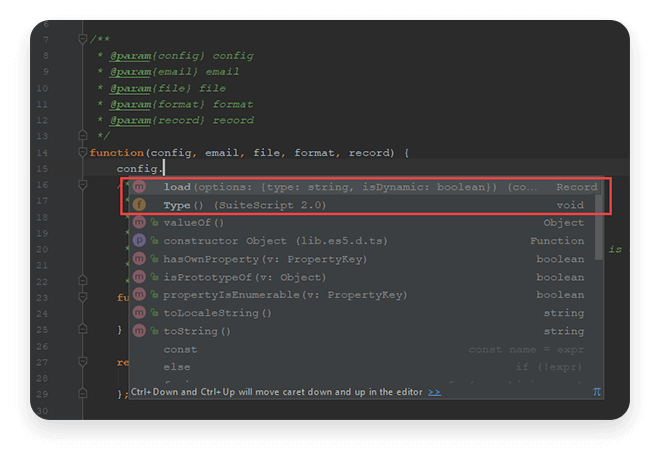 6
7 /**
8 * @param{config} config
9 * @param{email} email
10 * @param{file} file
11 * @param{format} format
12 * @param{record} record
13 */
14 function(config, email, file, format, record) {
15 config.
16 /*
load(options: {type: string, isDynamic: boolean}) (co... Record
17 *
Type() (SuiteScript 2.0) void
18 *
m valueOf() Object
19 *
p constructor Object (lib.es5.d.ts) Function
20 * is
m hasOwnProperty(v: PropertyKey) boolean
21 *
m isPrototypeOf(v: Object) boolean
22 *
m propertyIsEnumerable(v: PropertyKey) boolean
23 fu
m toLocaleString() string
24
m toString() string
25 }
const const name = expr
26
27 re
else if (!expr)
28
29 };
Ctrl+Down and Ctrl+Up will move caret down and up in the editor >> π
30